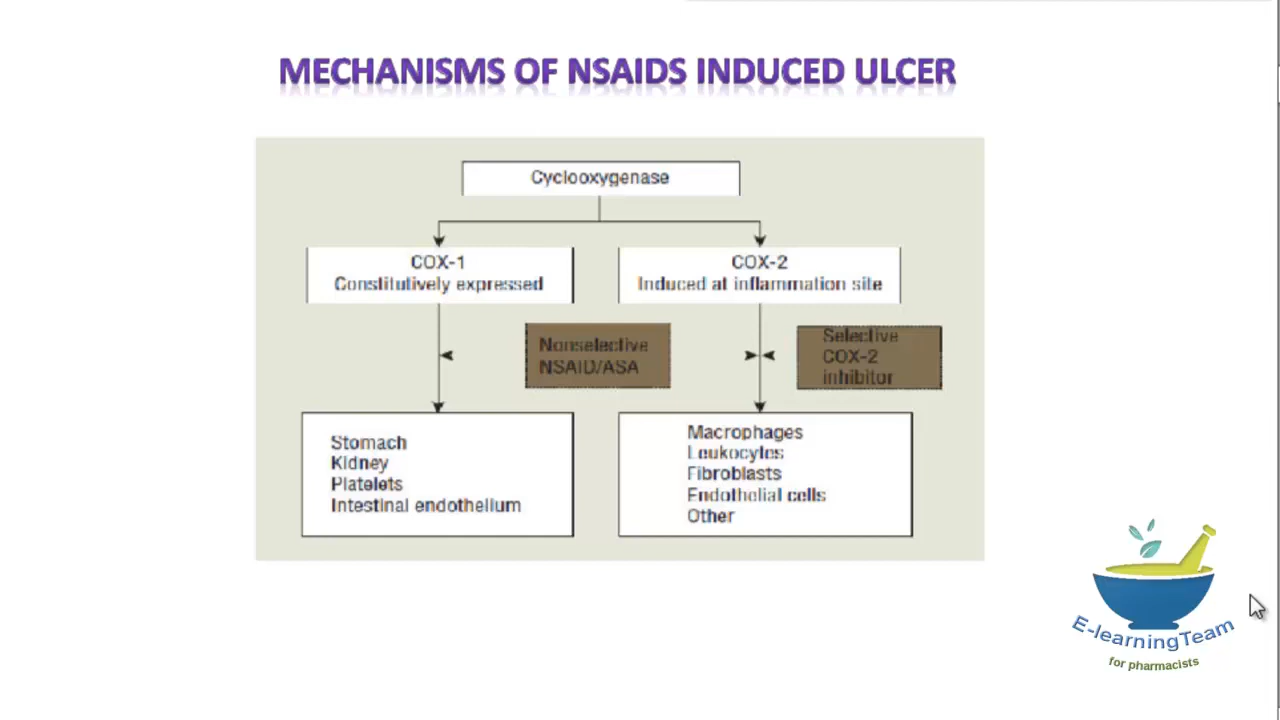 MECHANISMS OF NSAIDS INDUCED ULCER
Cyclooxygenase
COX-1
Constitutively expressed
COX-2
Induced at inflammation site
Nonselective
NSAID/ASA
Selective
COX-2
inhibitor
Stomach
Kidney
Platelets
Intestinal endothelium
Macrophages
Leukocytes
Fibroblasts
Endothelial cells
Other
E-learningTeam
for pharmacists